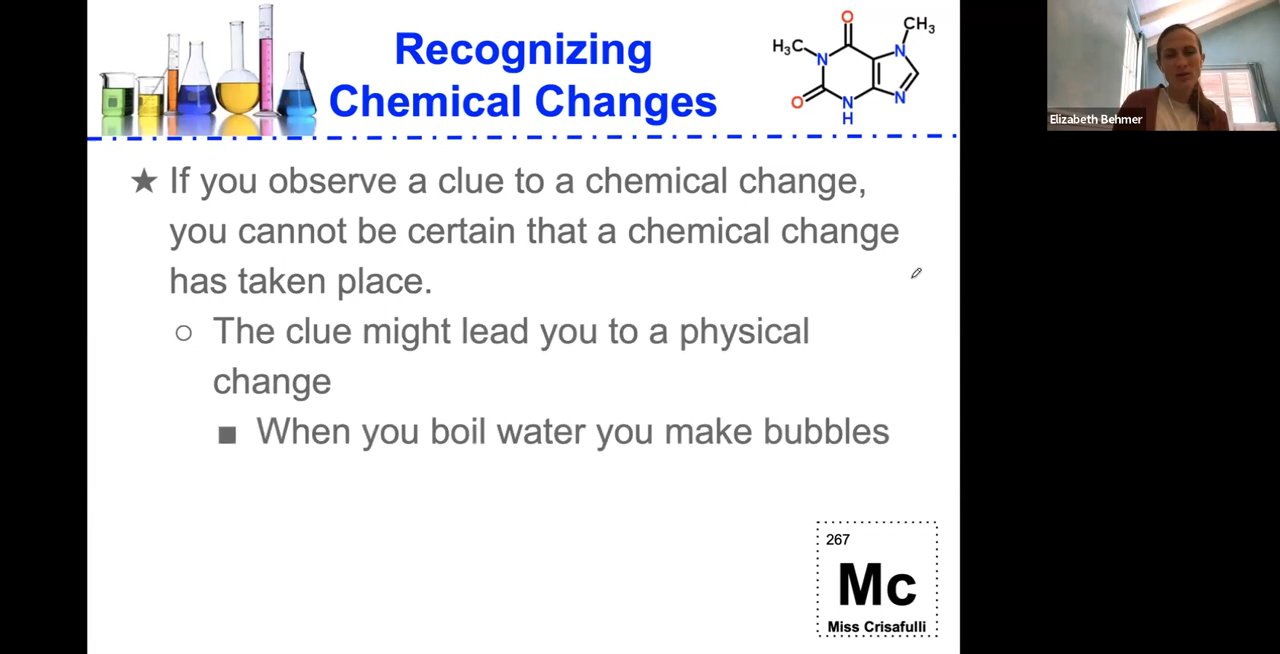 Recognizing
Chemical Changes
O
CH₃
H₃C
N
N
O
N
H
N
Elizabeth Behmer
★ If you observe a clue to a chemical change,
you cannot be certain that a chemical change
has taken place.
○ The clue might lead you to a physical
change
■ When you boil water you make bubbles
267
Mc
Miss Crisafulli